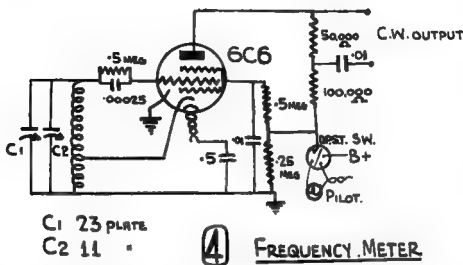 6C6
C.W. OUTPUT
50,000 Ω
.01
100,000 Ω
.5 MEG
.00025
C1
C2
.5 MEG
.01
.5
.25 MEG
D.P.S.T. SW.
B+
PILOT.
C1 23 PLATE
C2 11 "
4 FREQUENCY METER